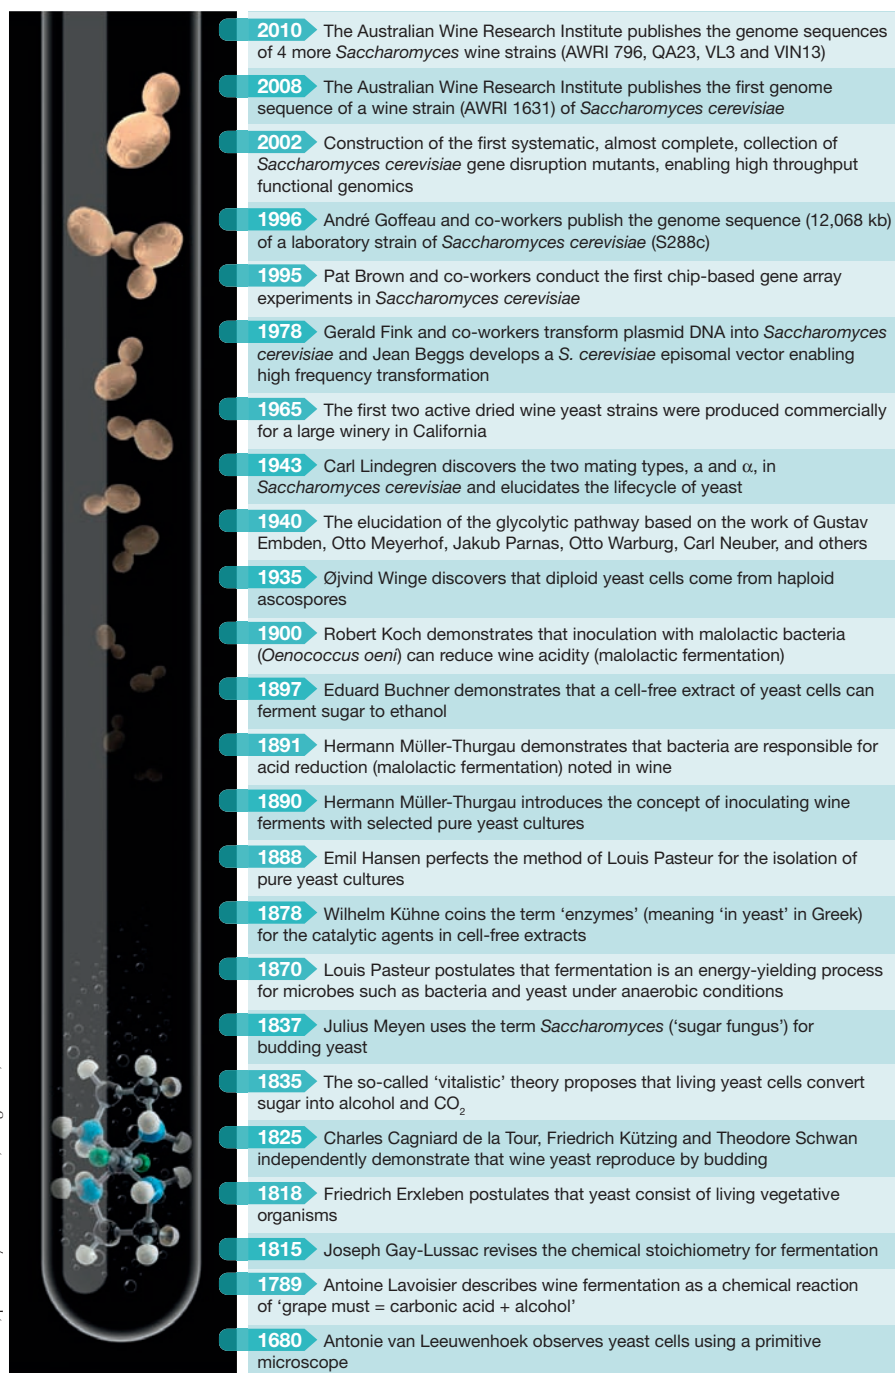 2010 The Australian Wine Research Institute publishes the genome sequences
of 4 more Saccharomyces wine strains (AWRI 796, QA23, VL3 and VIN13)
2008 The Australian Wine Research Institute publishes the first genome
sequence of a wine strain (AWRI 1631) of Saccharomyces cerevisiae
2002 Construction of the first systematic, almost complete, collection of
Saccharomyces cerevisiae gene disruption mutants, enabling high throughput
functional genomics
1996 André Goffeau and co-workers publish the genome sequence (12,068 kb)
of a laboratory strain of Saccharomyces cerevisiae (S288c)
1995 Pat Brown and co-workers conduct the first chip-based gene array
experiments in Saccharomyces cerevisiae
1978 Gerald Fink and co-workers transform plasmid DNA into Saccharomyces
cerevisiae and Jean Beggs develops a S. cerevisiae episomal vector enabling
high frequency transformation
1965 The first two active dried wine yeast strains were produced commercially
for a large winery in California
1943 Carl Lindegren discovers the two mating types, a and α, in
Saccharomyces cerevisiae and elucidates the lifecycle of yeast
1940 The elucidation of the glycolytic pathway based on the work of Gustav
Embden, Otto Meyerhof, Jakub Parnas, Otto Warburg, Carl Neuber, and others
1935 Øjvind Winge discovers that diploid yeast cells come from haploid
ascospores
1900 Robert Koch demonstrates that inoculation with malolactic bacteria
(Oenococcus oeni) can reduce wine acidity (malolactic fermentation)
1897 Eduard Buchner demonstrates that a cell-free extract of yeast cells can
ferment sugar to ethanol
1891 Hermann Müller-Thurgau demonstrates that bacteria are responsible for
acid reduction (malolactic fermentation) noted in wine
1890 Hermann Müller-Thurgau introduces the concept of inoculating wine
ferments with selected pure yeast cultures
1888 Emil Hansen perfects the method of Louis Pasteur for the isolation of
pure yeast cultures
1878 Wilhelm Kühne coins the term ‘enzymes’ (meaning ‘in yeast’ in Greek)
for the catalytic agents in cell-free extracts
1870 Louis Pasteur postulates that fermentation is an energy-yielding process
for microbes such as bacteria and yeast under anaerobic conditions
1837 Julius Meyen uses the term Saccharomyces (‘sugar fungus’) for
budding yeast
1835 The so-called ‘vitalistic’ theory proposes that living yeast cells convert
sugar into alcohol and CO₂
1825 Charles Cagniard de la Tour, Friedrich Kützing and Theodore Schwan
independently demonstrate that wine yeast reproduce by budding
1818 Friedrich Erxleben postulates that yeast consist of living vegetative
organisms
1815 Joseph Gay-Lussac revises the chemical stoichiometry for fermentation
1789 Antoine Lavoisier describes wine fermentation as a chemical reaction
of ‘grape must = carbonic acid + alcohol’
1680 Antonie van Leeuwenhoek observes yeast cells using a primitive
microscope